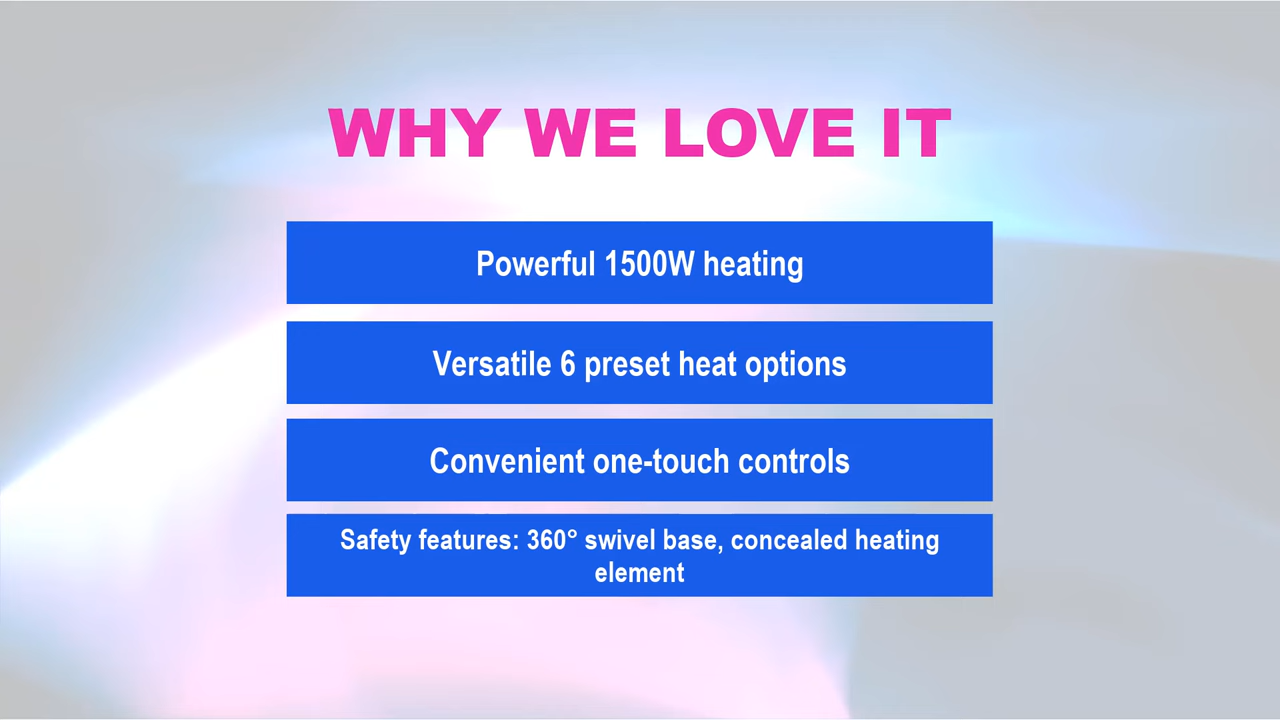 WHY WE LOVE IT
Powerful 1500W heating
Versatile 6 preset heat options
Convenient one-touch controls
Safety features: 360° swivel base, concealed heating
element